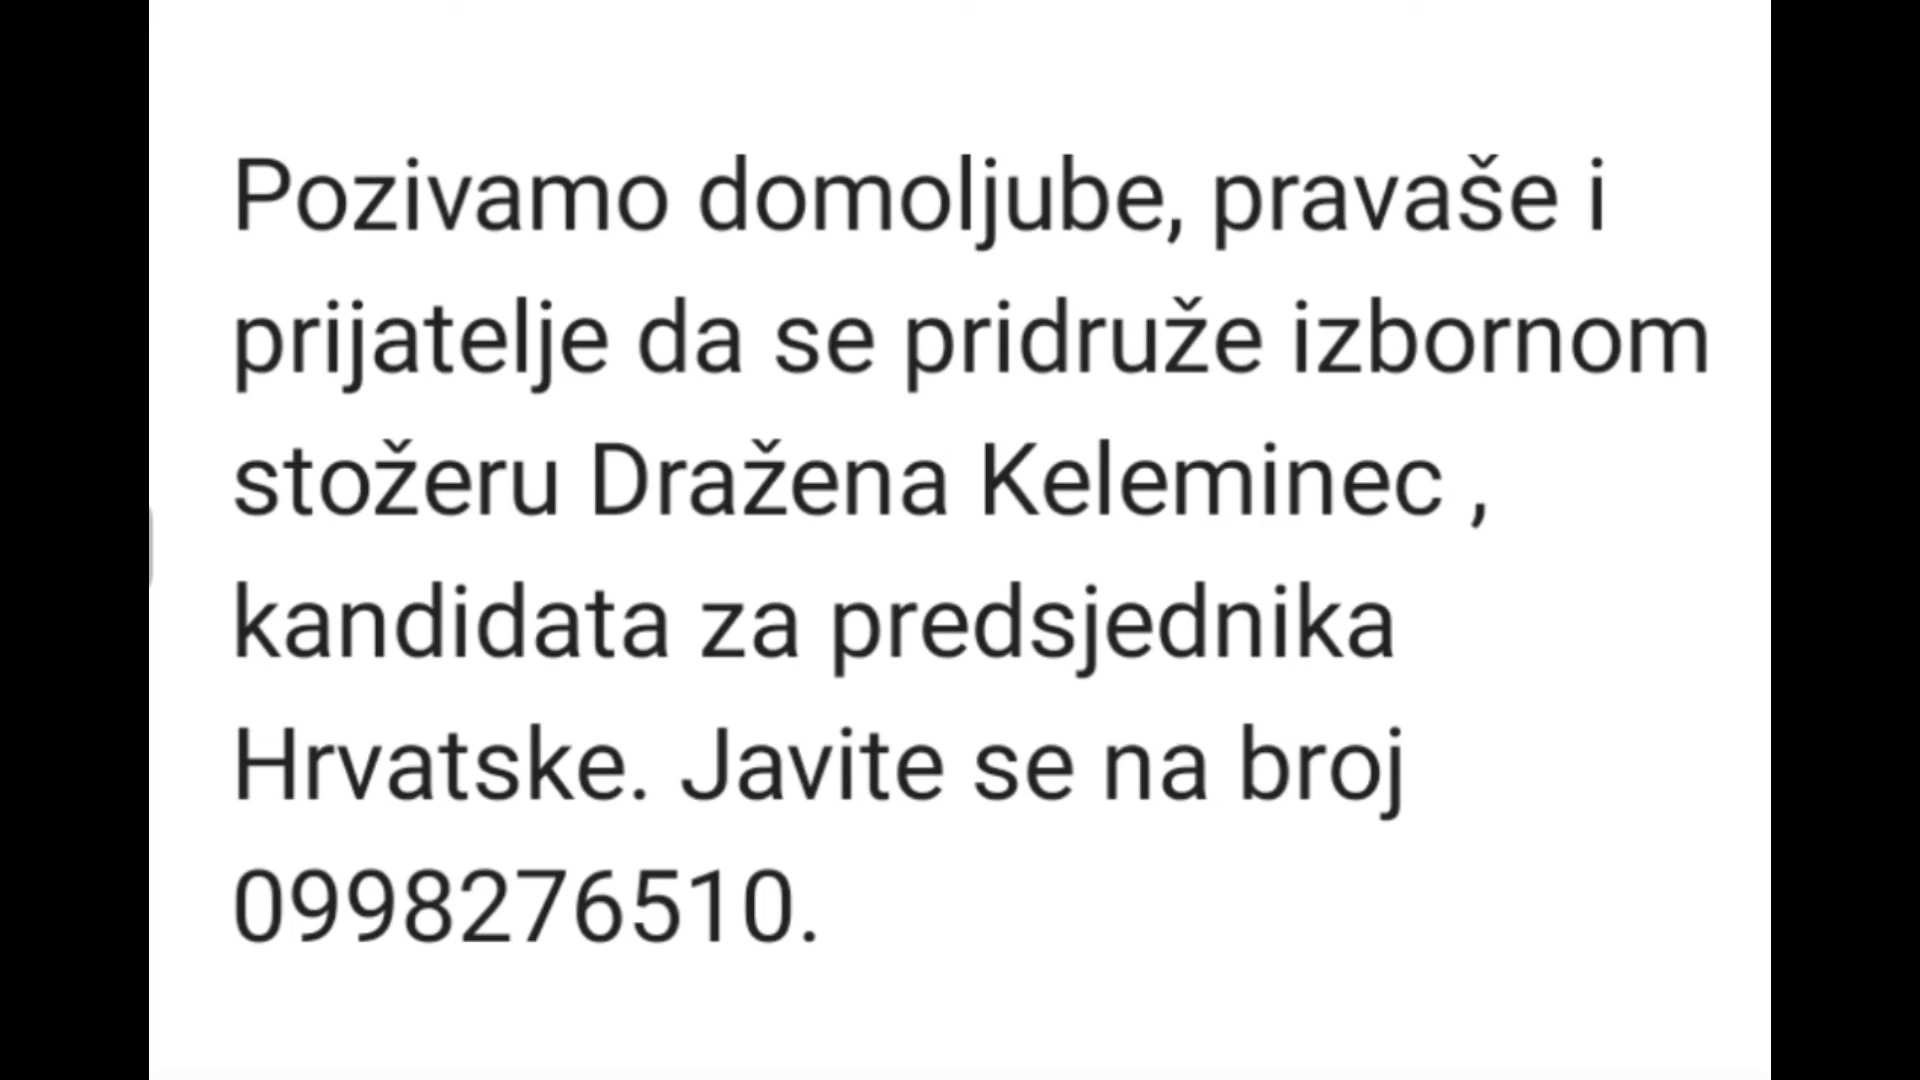 Pozivamo domoljube, pravaše i
prijatelje da se pridruže izbornom
stožeru Dražena Keleminec ,
kandidata za predsjednika
Hrvatske. Javite se na broj
0998276510.